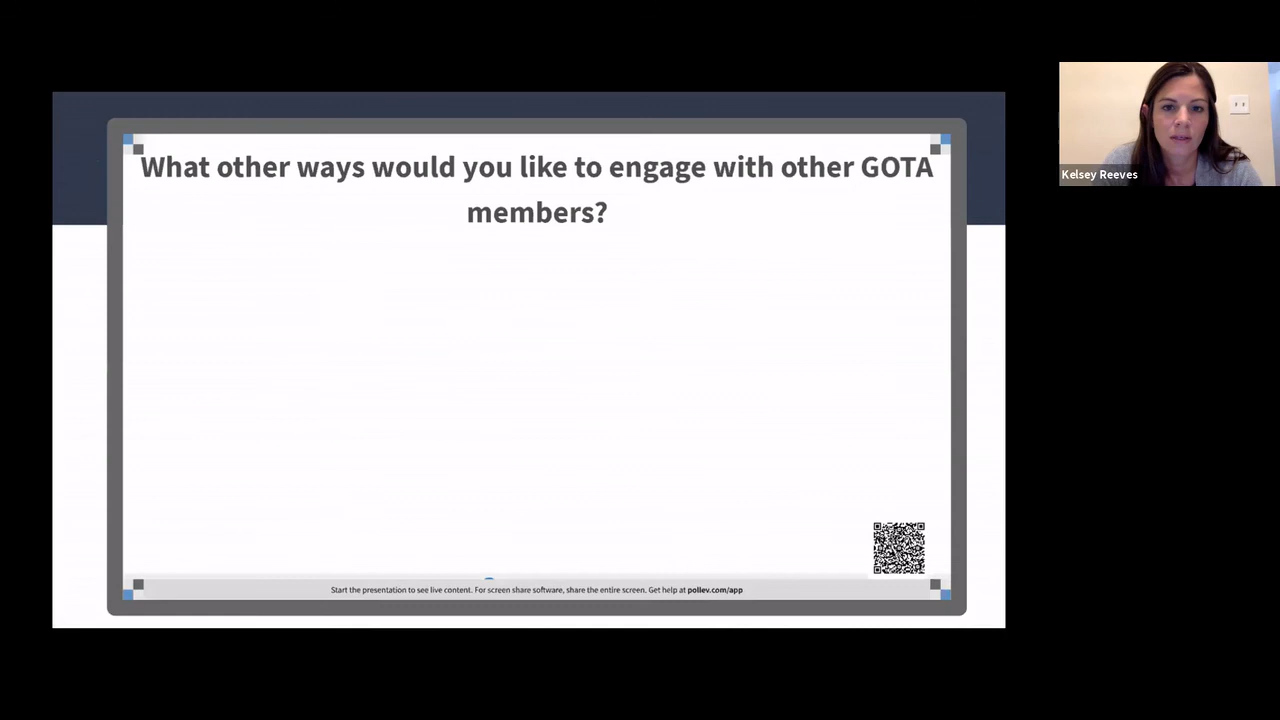 What other ways would you like to engage with other GOTA
members?
Kelsey Reeves
Start the presentation to see live content. For screen share software, share the entire screen. Get help at pollev.com/app